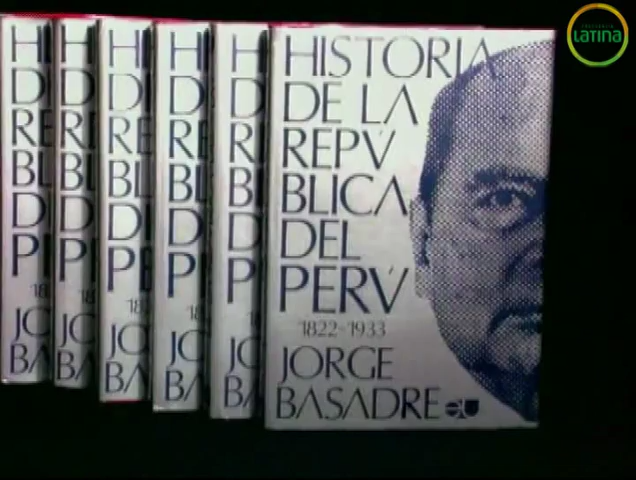 HISTORIA
DE LA
REPV́
BLICA
DEL
PERV́
1822-1933
JORGE
BASADRE
LATINA